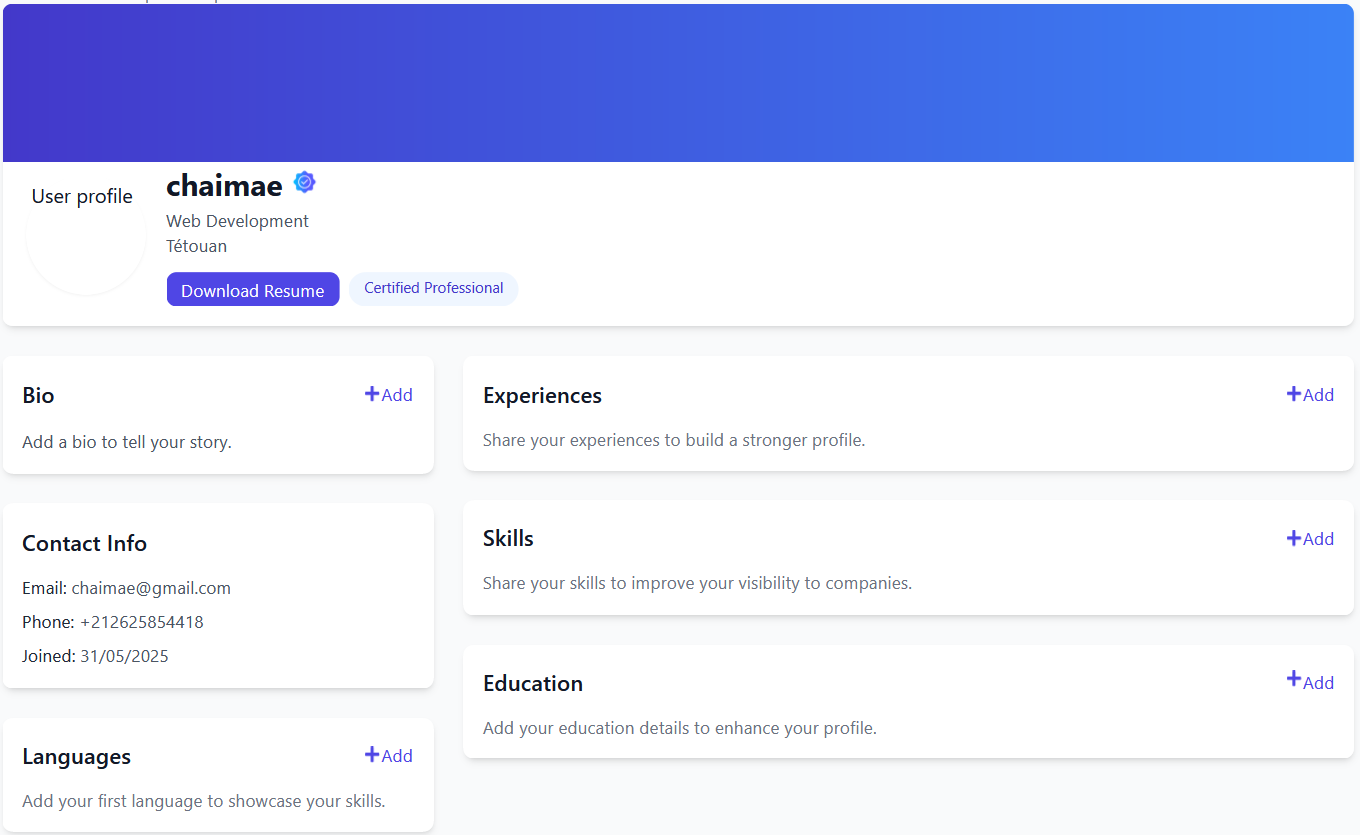 User profile
chaimae
Web Development
Tétouan
Download Resume
Certified Professional
Bio
+Add
Add a bio to tell your story.
Contact Info
Email: chaimae@gmail.com
Phone: +212625854418
Joined: 31/05/2025
Languages
+Add
Add your first language to showcase your skills.
Experiences
+Add
Share your experiences to build a stronger profile.
Skills
+Add
Share your skills to improve your visibility to companies.
Education
+Add
Add your education details to enhance your profile.